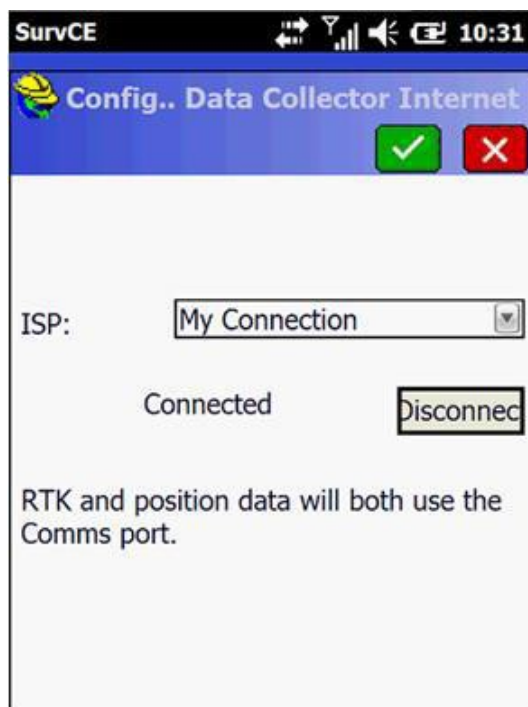 SurvCE 10:31
Config.. Data Collector Internet
ISP: My Connection
Connected Disconnec
RTK and position data will both use the
Comms port.